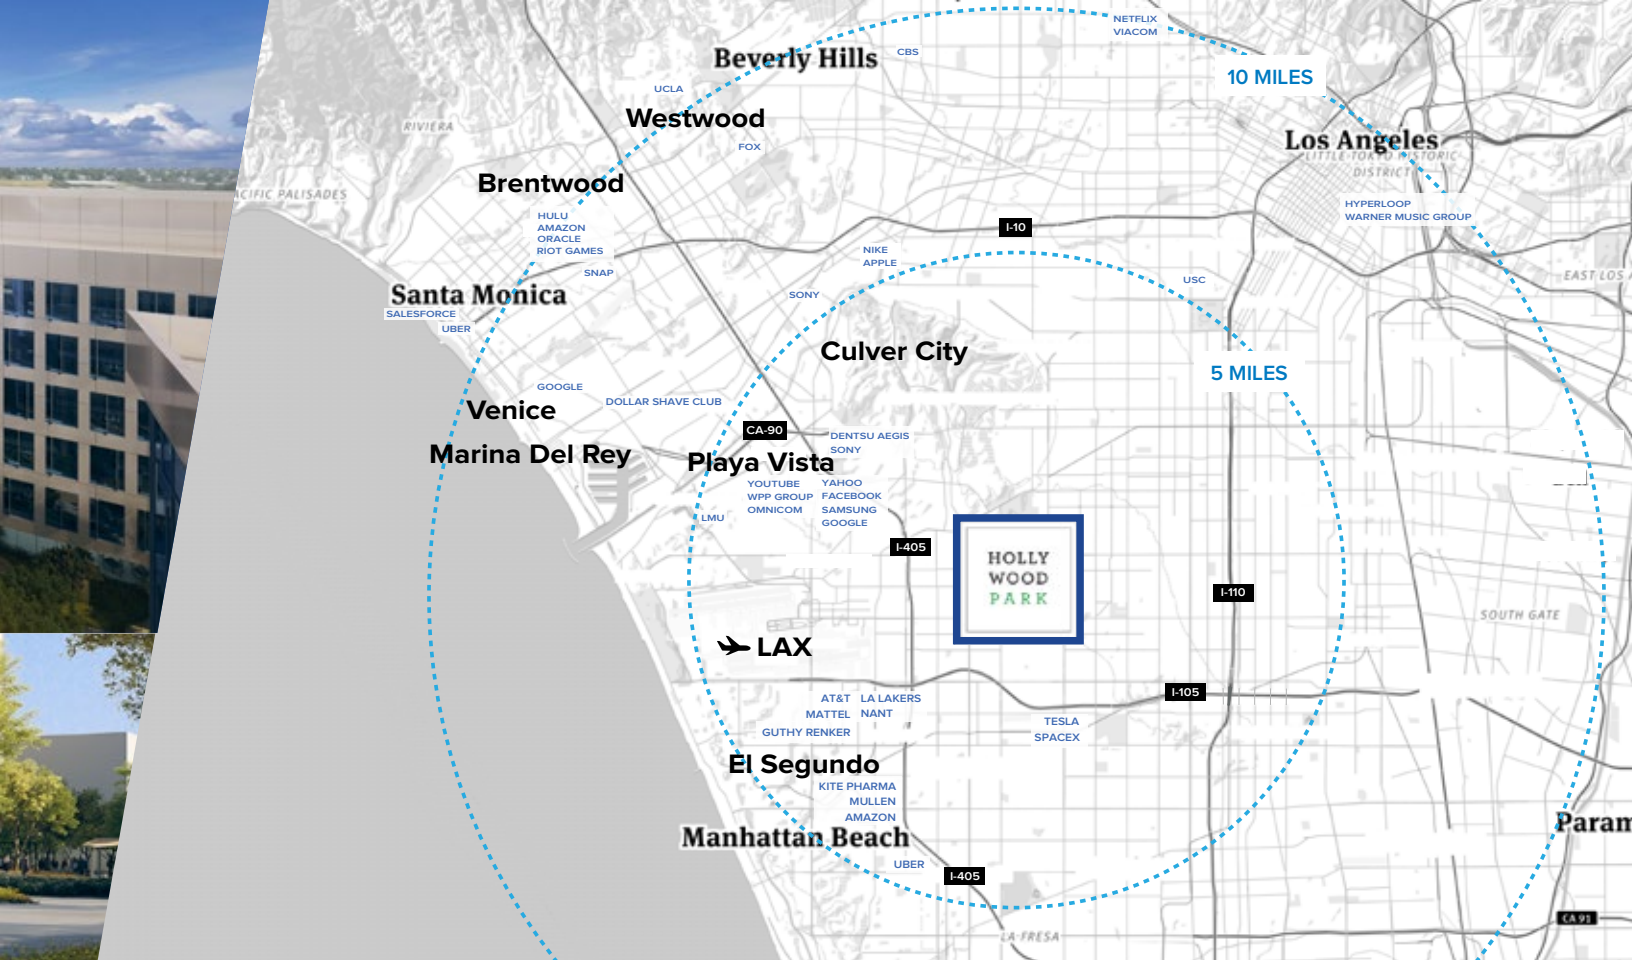 NETFLIX
VIACOM
Beverly Hills
CBS
10 MILES
UCLA
Westwood
RIVIERA
FOX
Los Angeles
LITTLE TOKYO HISTORIC
DISTRICT
Brentwood
ACIFIC PALISADES
HYPERLOOP
WARNER MUSIC GROUP
HULU
AMAZON
ORACLE
RIOT GAMES
I-10
NIKE
APPLE
SNAP
USC
EAST LOS A
Santa Monica
SONY
SALESFORCE
UBER
Culver City
5 MILES
GOOGLE
DOLLAR SHAVE CLUB
Venice
CA-90
DENTSU AEGIS
SONY
Marina Del Rey
Playa Vista
YOUTUBE
WPP GROUP
OMNICOM
YAHOO
FACEBOOK
SAMSUNG
GOOGLE
LMU
I-405
HOLLY
WOOD
PARK
I-110
SOUTH GATE
LAX
I-105
AT&T
MATTEL
GUTHY RENKER
LA LAKERS
NANT
TESLA
SPACEX
El Segundo
KITE PHARMA
MULLEN
AMAZON
Manhattan Beach
Param
UBER
I-405
CA 91
LA FRESA